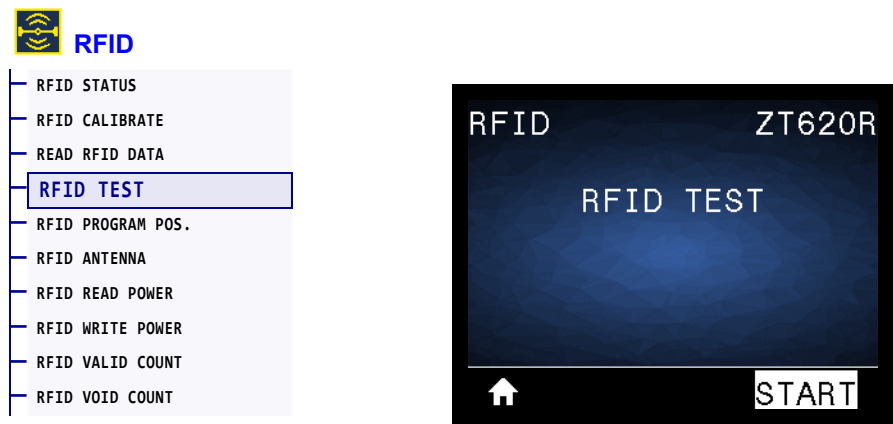 RFID
RFID STATUS
RFID CALIBRATE
READ RFID DATA
RFID TEST
RFID PROGRAM POS.
RFID ANTENNA
RFID READ POWER
RFID WRITE POWER
RFID VALID COUNT
RFID VOID COUNT
RFID ZT620R
RFID TEST
START